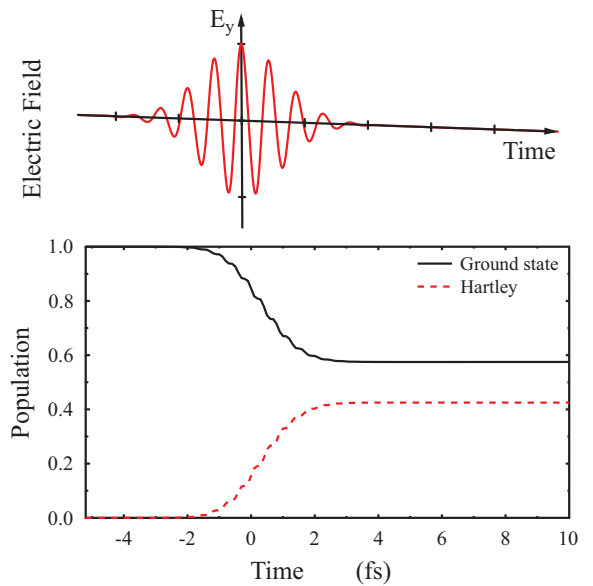 E_y
Electric Field
Time
1.0
0.8
0.6
0.4
0.2
0.0
Population
Ground state
Hartley
-4 -2 0 2 4 6 8 10
Time (fs)